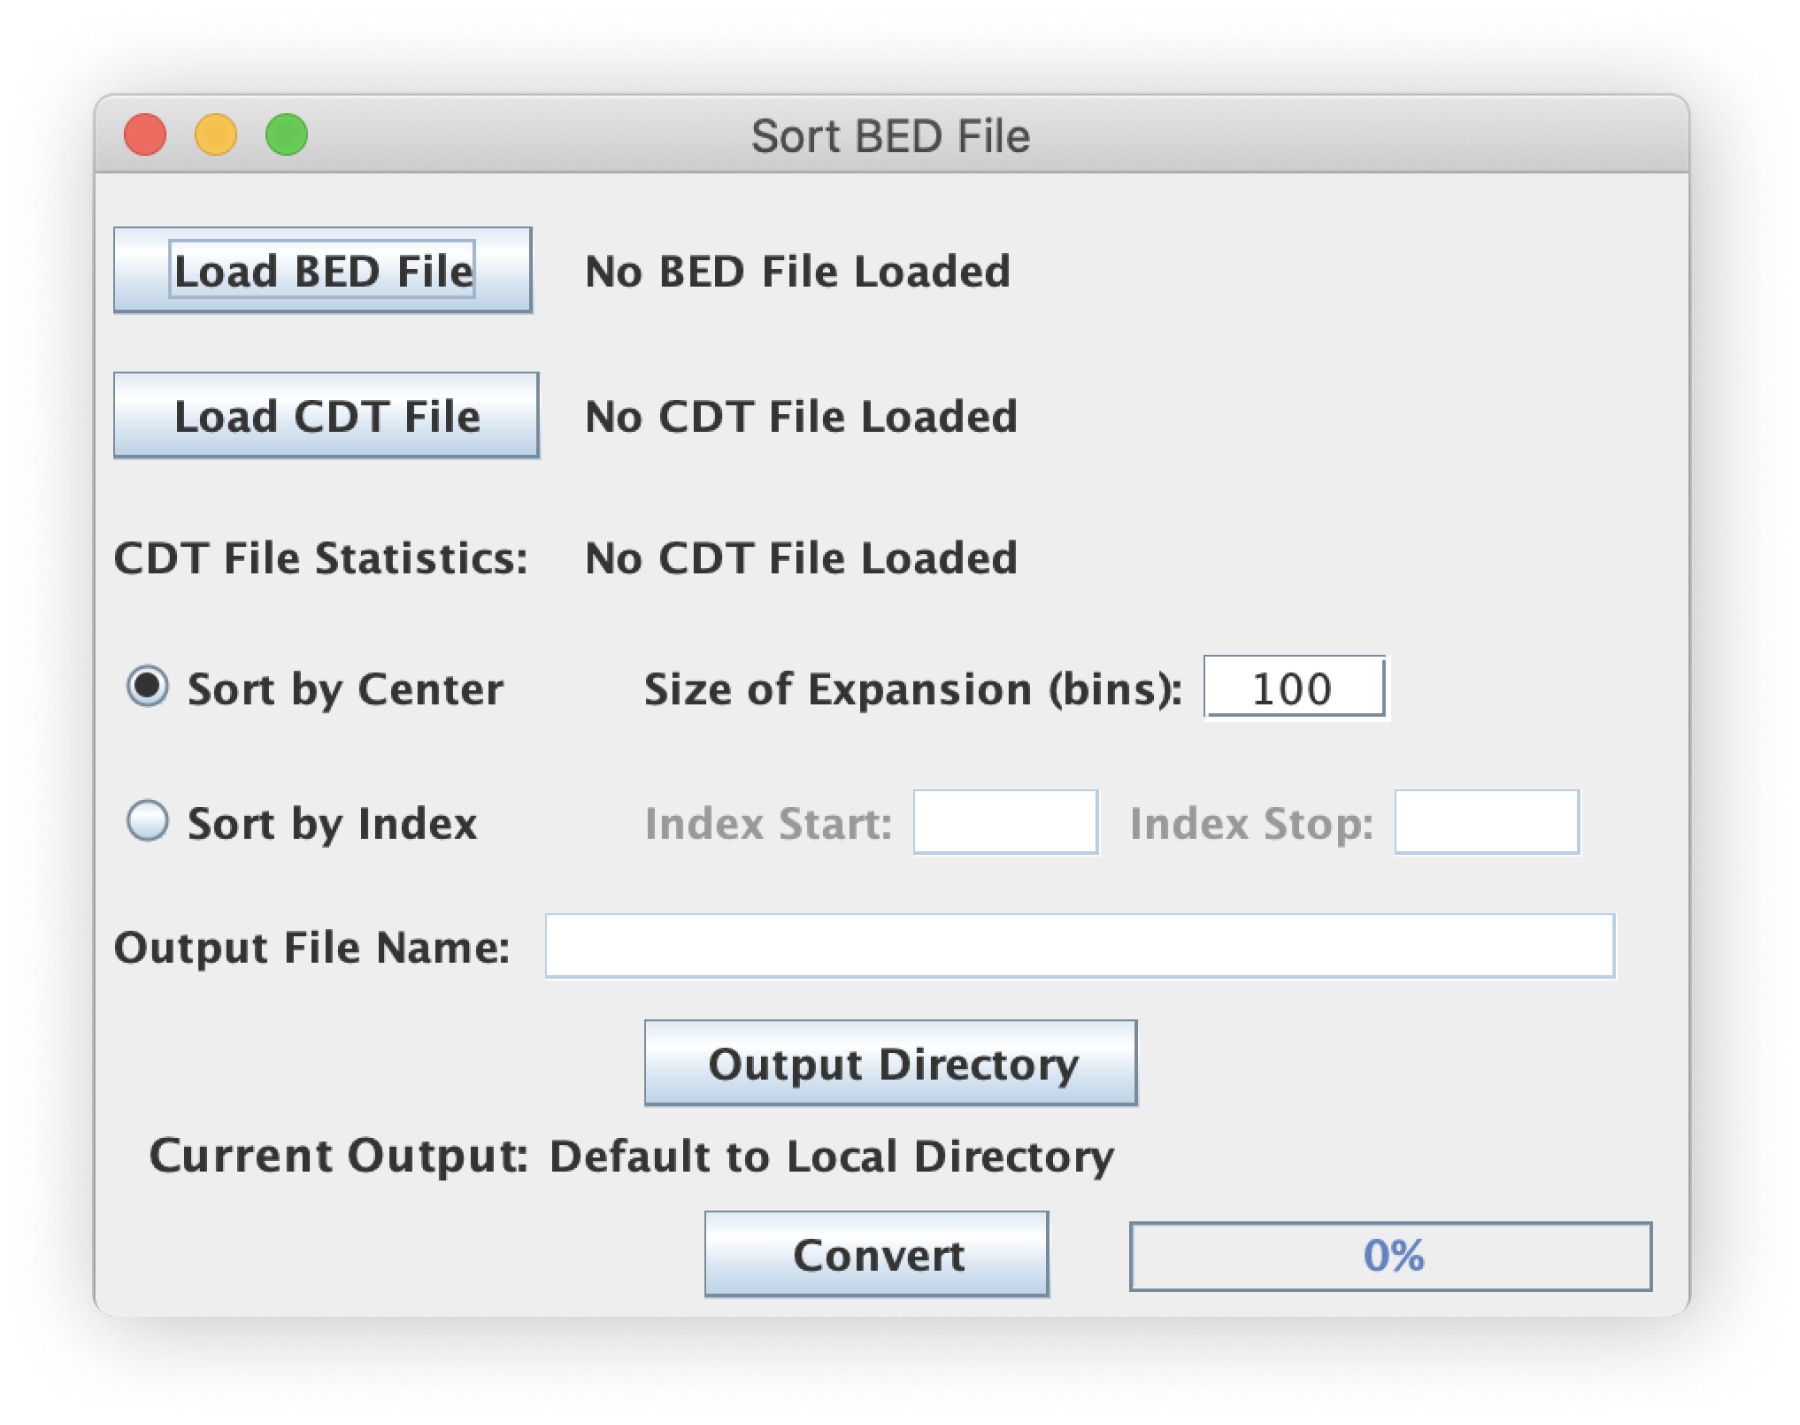 Sort BED File
Load BED File No BED File Loaded
Load CDT File No CDT File Loaded
CDT File Statistics: No CDT File Loaded
Sort by Center Size of Expansion (bins): 100
Sort by Index Index Start: Index Stop:
Output File Name:
Output Directory
Current Output: Default to Local Directory
Convert 0%